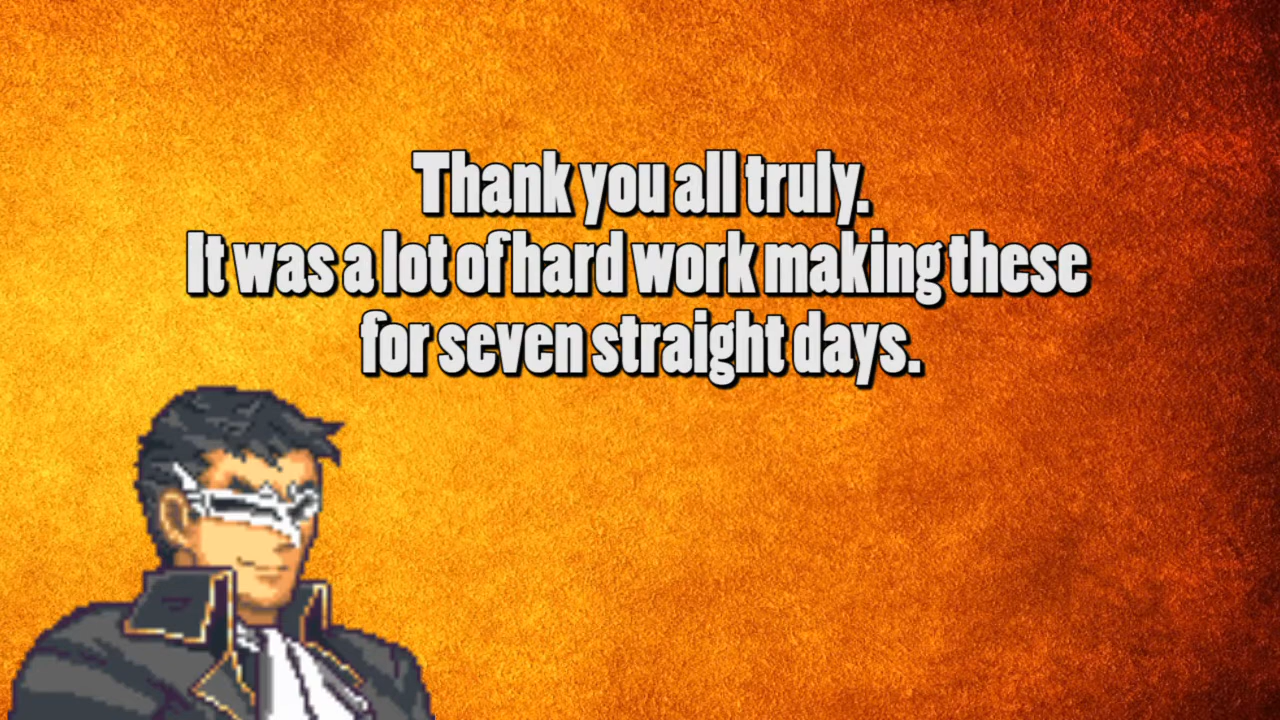 Thank you all truly.
It was a lot of hard work making these
for seven straight days.